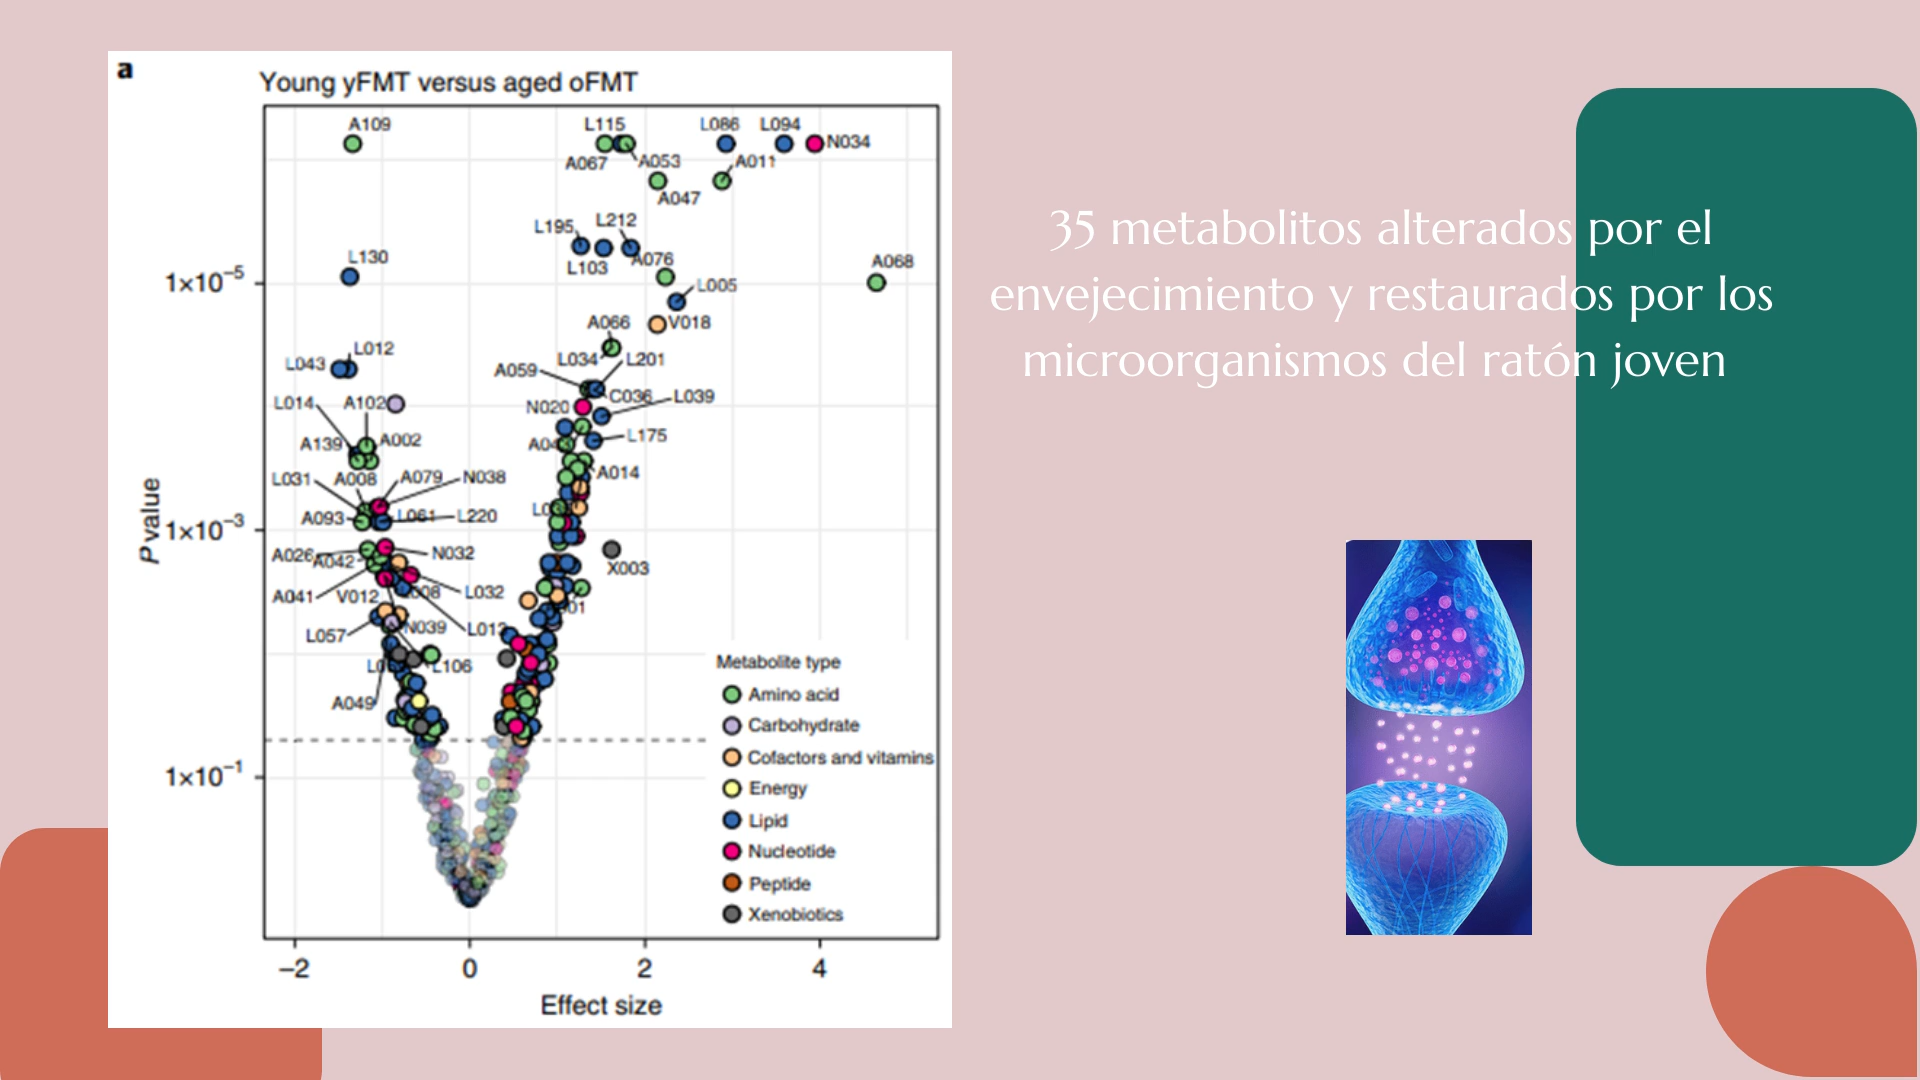 a
Young yFMT versus aged oFMT
A109
L115
L086
L094
N034
A067
A053
A011
A047
L195
L212
L103
A076
L130
A068
1×10−5
L005
V018
A066
L043
L012
L034
L201
A059
C036
L039
L014
A102
N020
A139
A002
L175
A014
L031
A008
A079
N038
A093
L061
L220
A026
A042
N032
X003
A041
V012
L032
L057
N039
L106
A049
P value
1×10−3
1×10−1
Metabolite type
Amino acid
Carbohydrate
Cofactors and vitamins
Energy
Lipid
Nucleotide
Peptide
Xenobiotics
−2
0
2
4
Effect size
35 metabolitos alterados por el
envejecimiento y restaurados por los
microorganismos del ratón joven